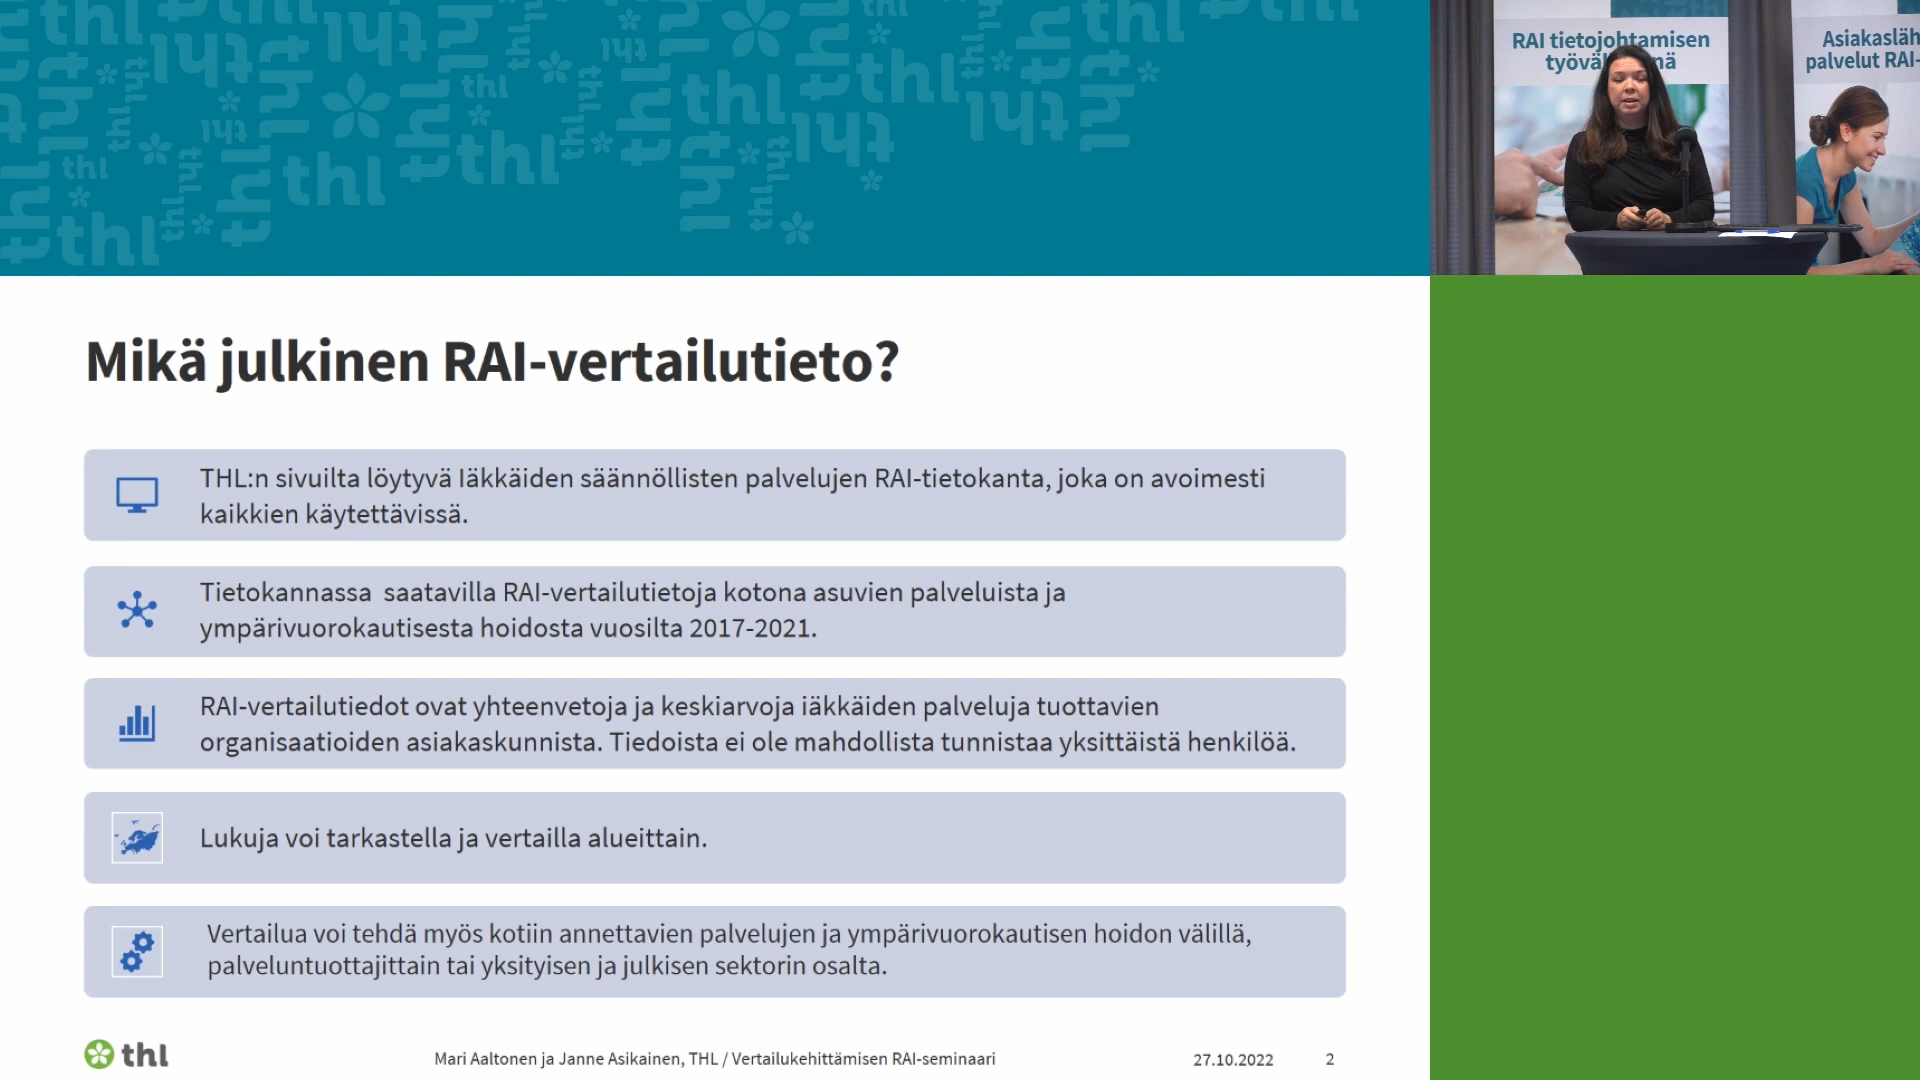 RAI tietojohtamisen
Asiakasläh
palvelut RAI-
Mikä julkinen RAI-vertailutieto?
THL:n sivuilta löytyvä Iäkkäiden säännöllisten palvelujen RAI-tietokanta, joka on avoimesti
kaikkien käytettävissä.
Tietokannassa saatavilla RAI-vertailutietoja kotona asuvien palveluista ja
ympärivuorokautisesta hoidosta vuosilta 2017-2021.
RAI-vertailutiedot ovat yhteenvetoja ja keskiarvoja iäkkäiden palveluja tuottavien
organisaatioiden asiakaskunnista. Tiedoista ei ole mahdollista tunnistaa yksittäistä henkilöä.
Lukuja voi tarkastella ja vertailla alueittain.
Vertailua voi tehdä myös kotiin annettavien palvelujen ja ympärivuorokautisen hoidon välillä,
palveluntuottajittain tai yksityisen ja julkisen sektorin osalta.
thl
Mari Aaltonen ja Janne Asikainen, THL / Vertailukehittämisen RAI-seminaari
27.10.2022
2